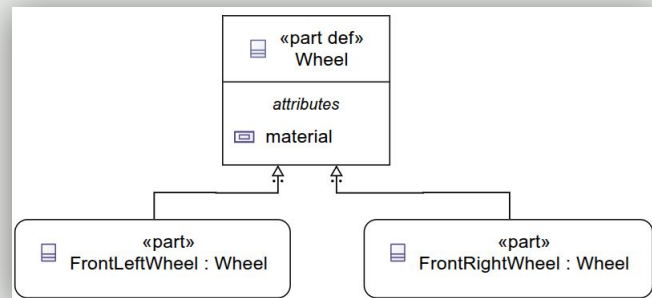 «part def»
Wheel
attributes
material
«part»
FrontLeftWheel : Wheel
«part»
FrontRightWheel : Wheel